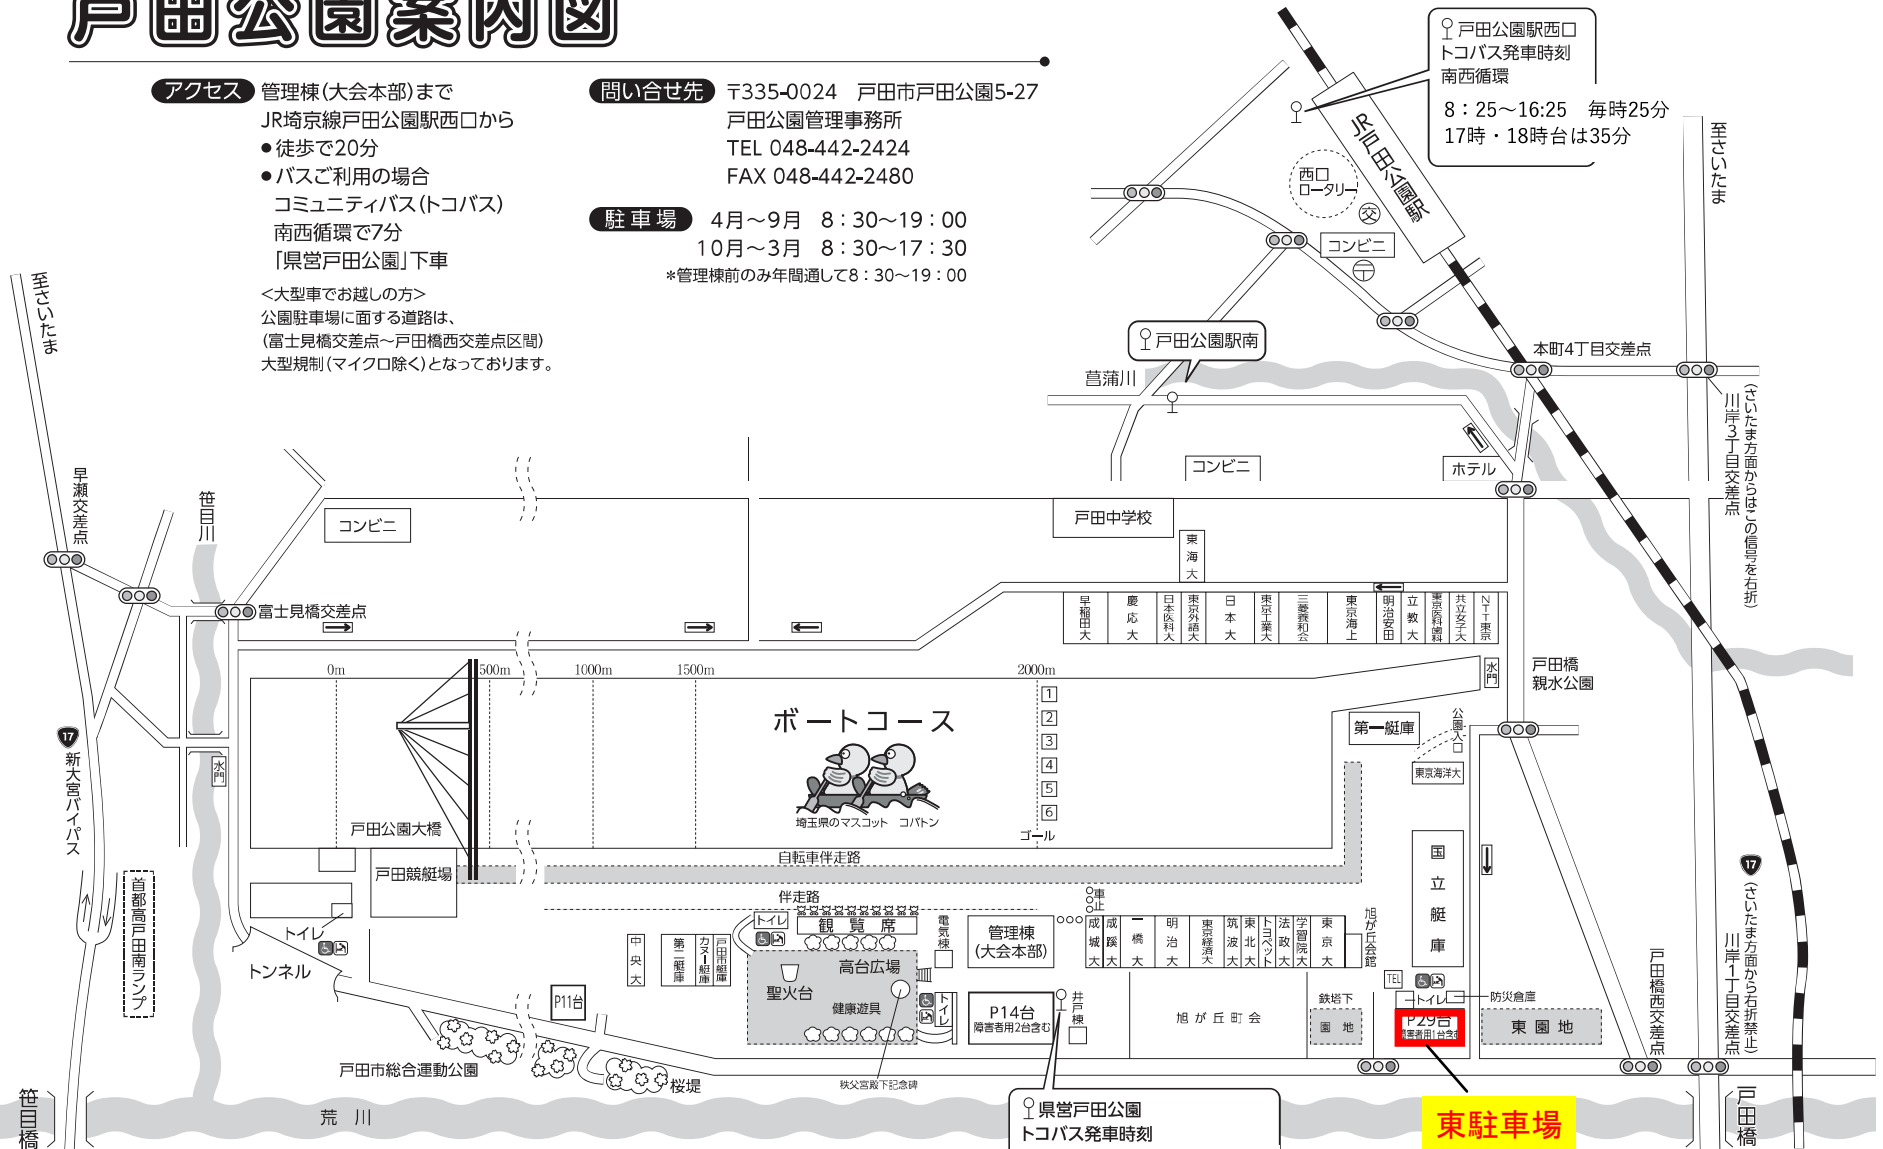 戸田公園案内図
アクセス
管理棟(大会本部)まで
JR埼京線戸田公園駅西口から
●徒歩で20分
●バスご利用の場合
コミュニティバス(トコバス)
南西循環で7分
「県営戸田公園」下車
<大型車でお越しの方>
公園駐車場に面する道路は、
(富士見橋交差点～戸田橋西交差点区間)
大型規制(マイクロ除く)となっております。
問い合せ先
〒335-0024 戸田市戸田公園5-27
戸田公園管理事務所
TEL 048-442-2424
FAX 048-442-2480
駐車場
4月～9月 8：30～19：00
10月～3月 8：30～17：30
*管理棟前のみ年間通して8：30～19：00
戸田公園駅西口
トコバス発車時刻
南西循環
8：25～16:25 毎時25分
17時・18時台は35分
JR戸田公園駅
西口
ロータリー
交
コンビニ
〒
至さいたま
戸田公園駅南
菖蒲川
本町4丁目交差点
川岸3丁目交差点
(さいたま方面からはこの信号を右折)
コンビニ
ホテル
至さいたま
早瀬交差点
笹目川
コンビニ
富士見橋交差点
戸田中学校
東海大
早稲田大
慶応大
日本医科大
東京外語大
日本大
東京工業大
三菱養和会
東京海上
明治安田
立教大
東京医科歯科
共立女子大
NTT東京
水門
戸田橋
親水公園
0m
500m
1000m
1500m
2000m
1
2
3
4
5
6
ゴール
ボートコース
埼玉県のマスコット コバトン
第一艇庫
公園入口
東京海洋大
17
新大宮バイパス
水門
戸田公園大橋
戸田競艇場
自転車伴走路
伴走路
国立艇庫
17
(さいたま方面から右折禁止)
川岸1丁目交差点
戸田橋西交差点
首都高戸田南ランプ
トイレ
トンネル
中央大
第二艇庫
カヌー艇庫
戸田市艇庫
トイレ
観覧席
電気棟
高台広場
聖火台
健康遊具
トイレ
管理棟
(大会本部)
車止
成城大
成蹊大
一橋大
明治大
東京経済大
筑波大
東北大
トヨペット
法政大
学習院大
東京大
旭が丘会館
TEL
トイレ
防災倉庫
P11台
P14台
障害者用2台含む
井戸棟
旭が丘町会
鉄塔下
園地
P29台
障害者用1台含む
東園地
戸田市総合運動公園
桜堤
秩父宮殿下記念碑
笹目橋
荒川
県営戸田公園
トコバス発車時刻
東駐車場
戸田橋